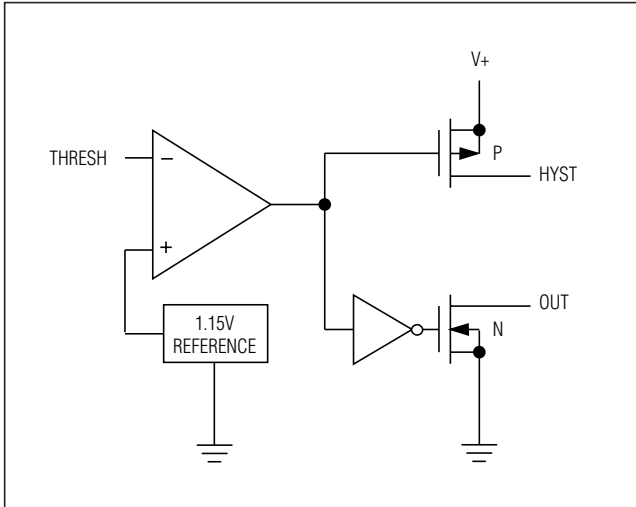 V+
THRESH
−
P
HYST
+
1.15V
REFERENCE
OUT
N